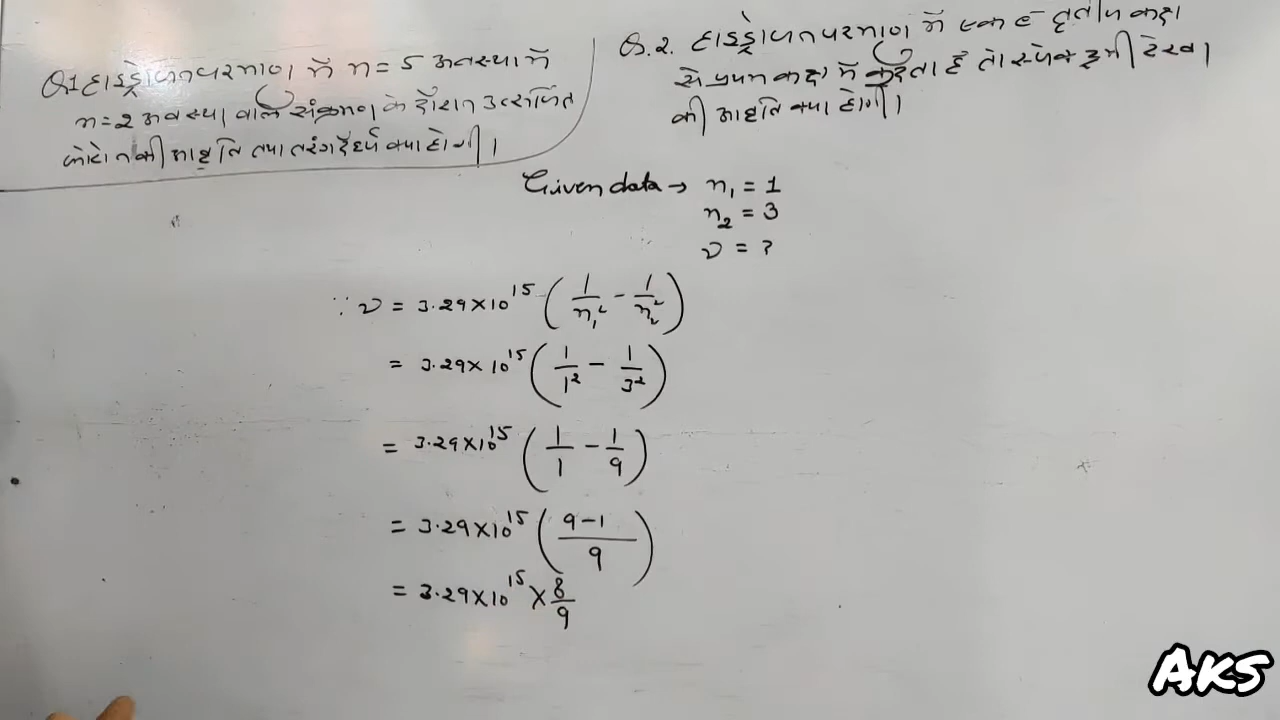 Q.1 हाइड्रोजन परमाणु में n = 5 अवस्था में
n = 2 अवस्था वाले संक्रमण के दौरान उत्सर्जित
फोटोन की आवृति तथा तरंगदैर्ध्य क्या होगी।
Q. 2. हाइड्रोजन परमाणु में एक e⁻ तृतीय कक्षा
से प्रथम कक्षा में कुदता है तो स्पेक्ट्रमी रेखा
की आवृति क्या होगी।
Given data → n₁ = 1
n₂ = 3
ν = ?
∵ ν = 3.29×10¹⁵ (1/n₁² - 1/n₂²)
= 3.29×10¹⁵ (1/1² - 1/3²)
= 3.29×10¹⁵ (1/1 - 1/9)
= 3.29×10¹⁵ (9-1/9)
= 3.29×10¹⁵ × 8/9
AKS